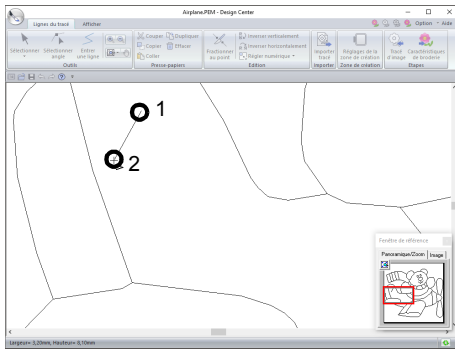 Airplane.PEM - Design Center
Lignes du tracé Afficher Option Aide
Sélectionner
Sélectionner angle
Entrer une ligne
Outils
Couper Dupliquer
Copier Effacer
Coller
Presse-papiers
Fractionner au point
Inverser verticalement
Inverser horizontalement
Régler numérique
Edition
Importer tracé
Importer
Réglages de la zone de création
Zone de création
Tracé d'image
Caractéristiques de broderie
Etapes
1
2
Fenêtre de référence
Panoramique/Zoom Image
Largeur= 3,20mm, Hauteur= 8,10mm